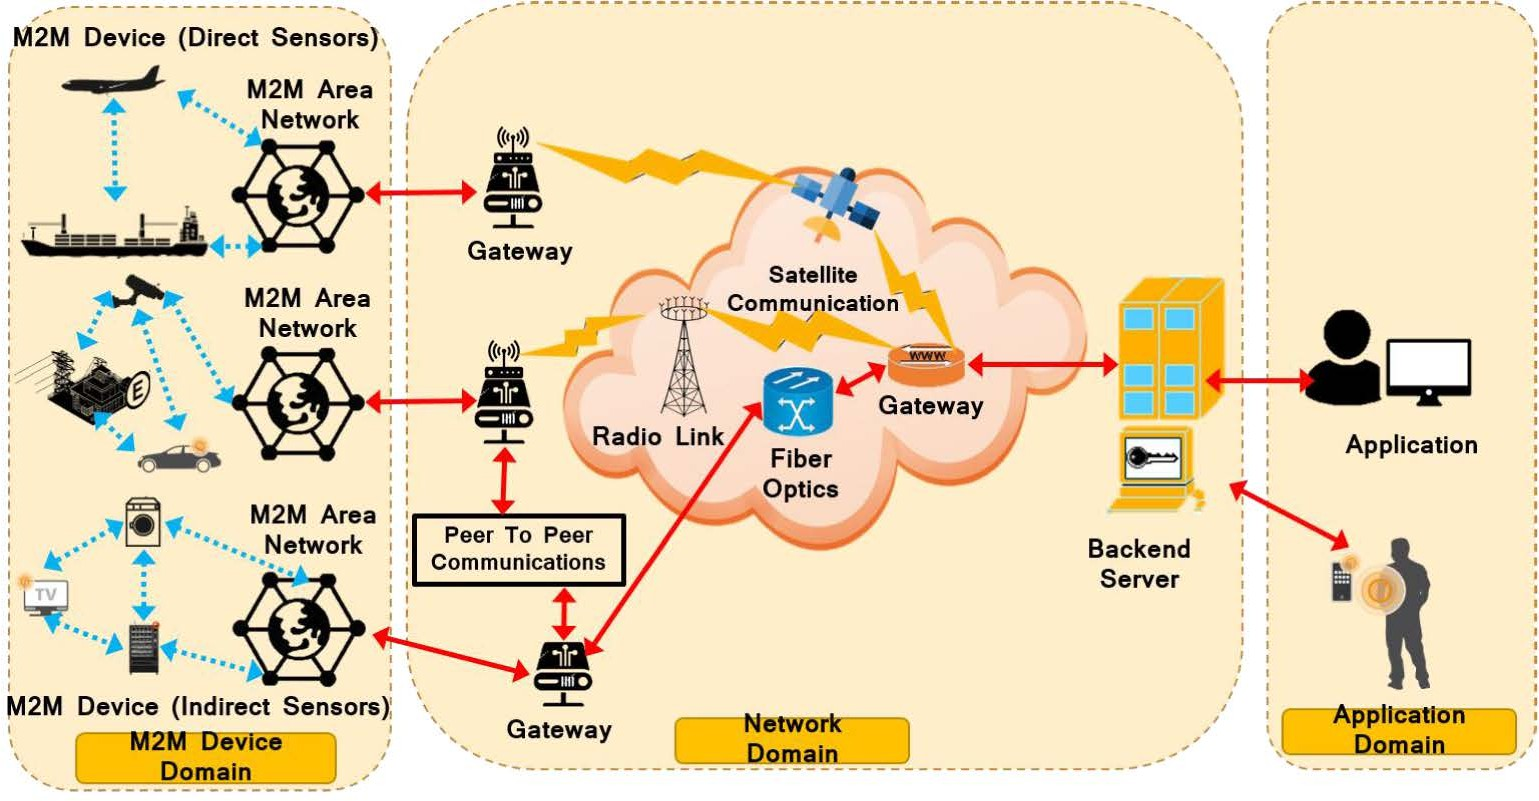 M2M Device (Direct Sensors)
M2M Area
Network
M2M Area
Network
E
M2M Area
Network
TV
M2M Device (Indirect Sensors)
M2M Device
Domain
Gateway
Satellite
Communication
www
Gateway
Radio Link
Fiber
Optics
Peer To Peer
Communications
Gateway
Backend
Server
Network
Domain
Application
@
Application
Domain